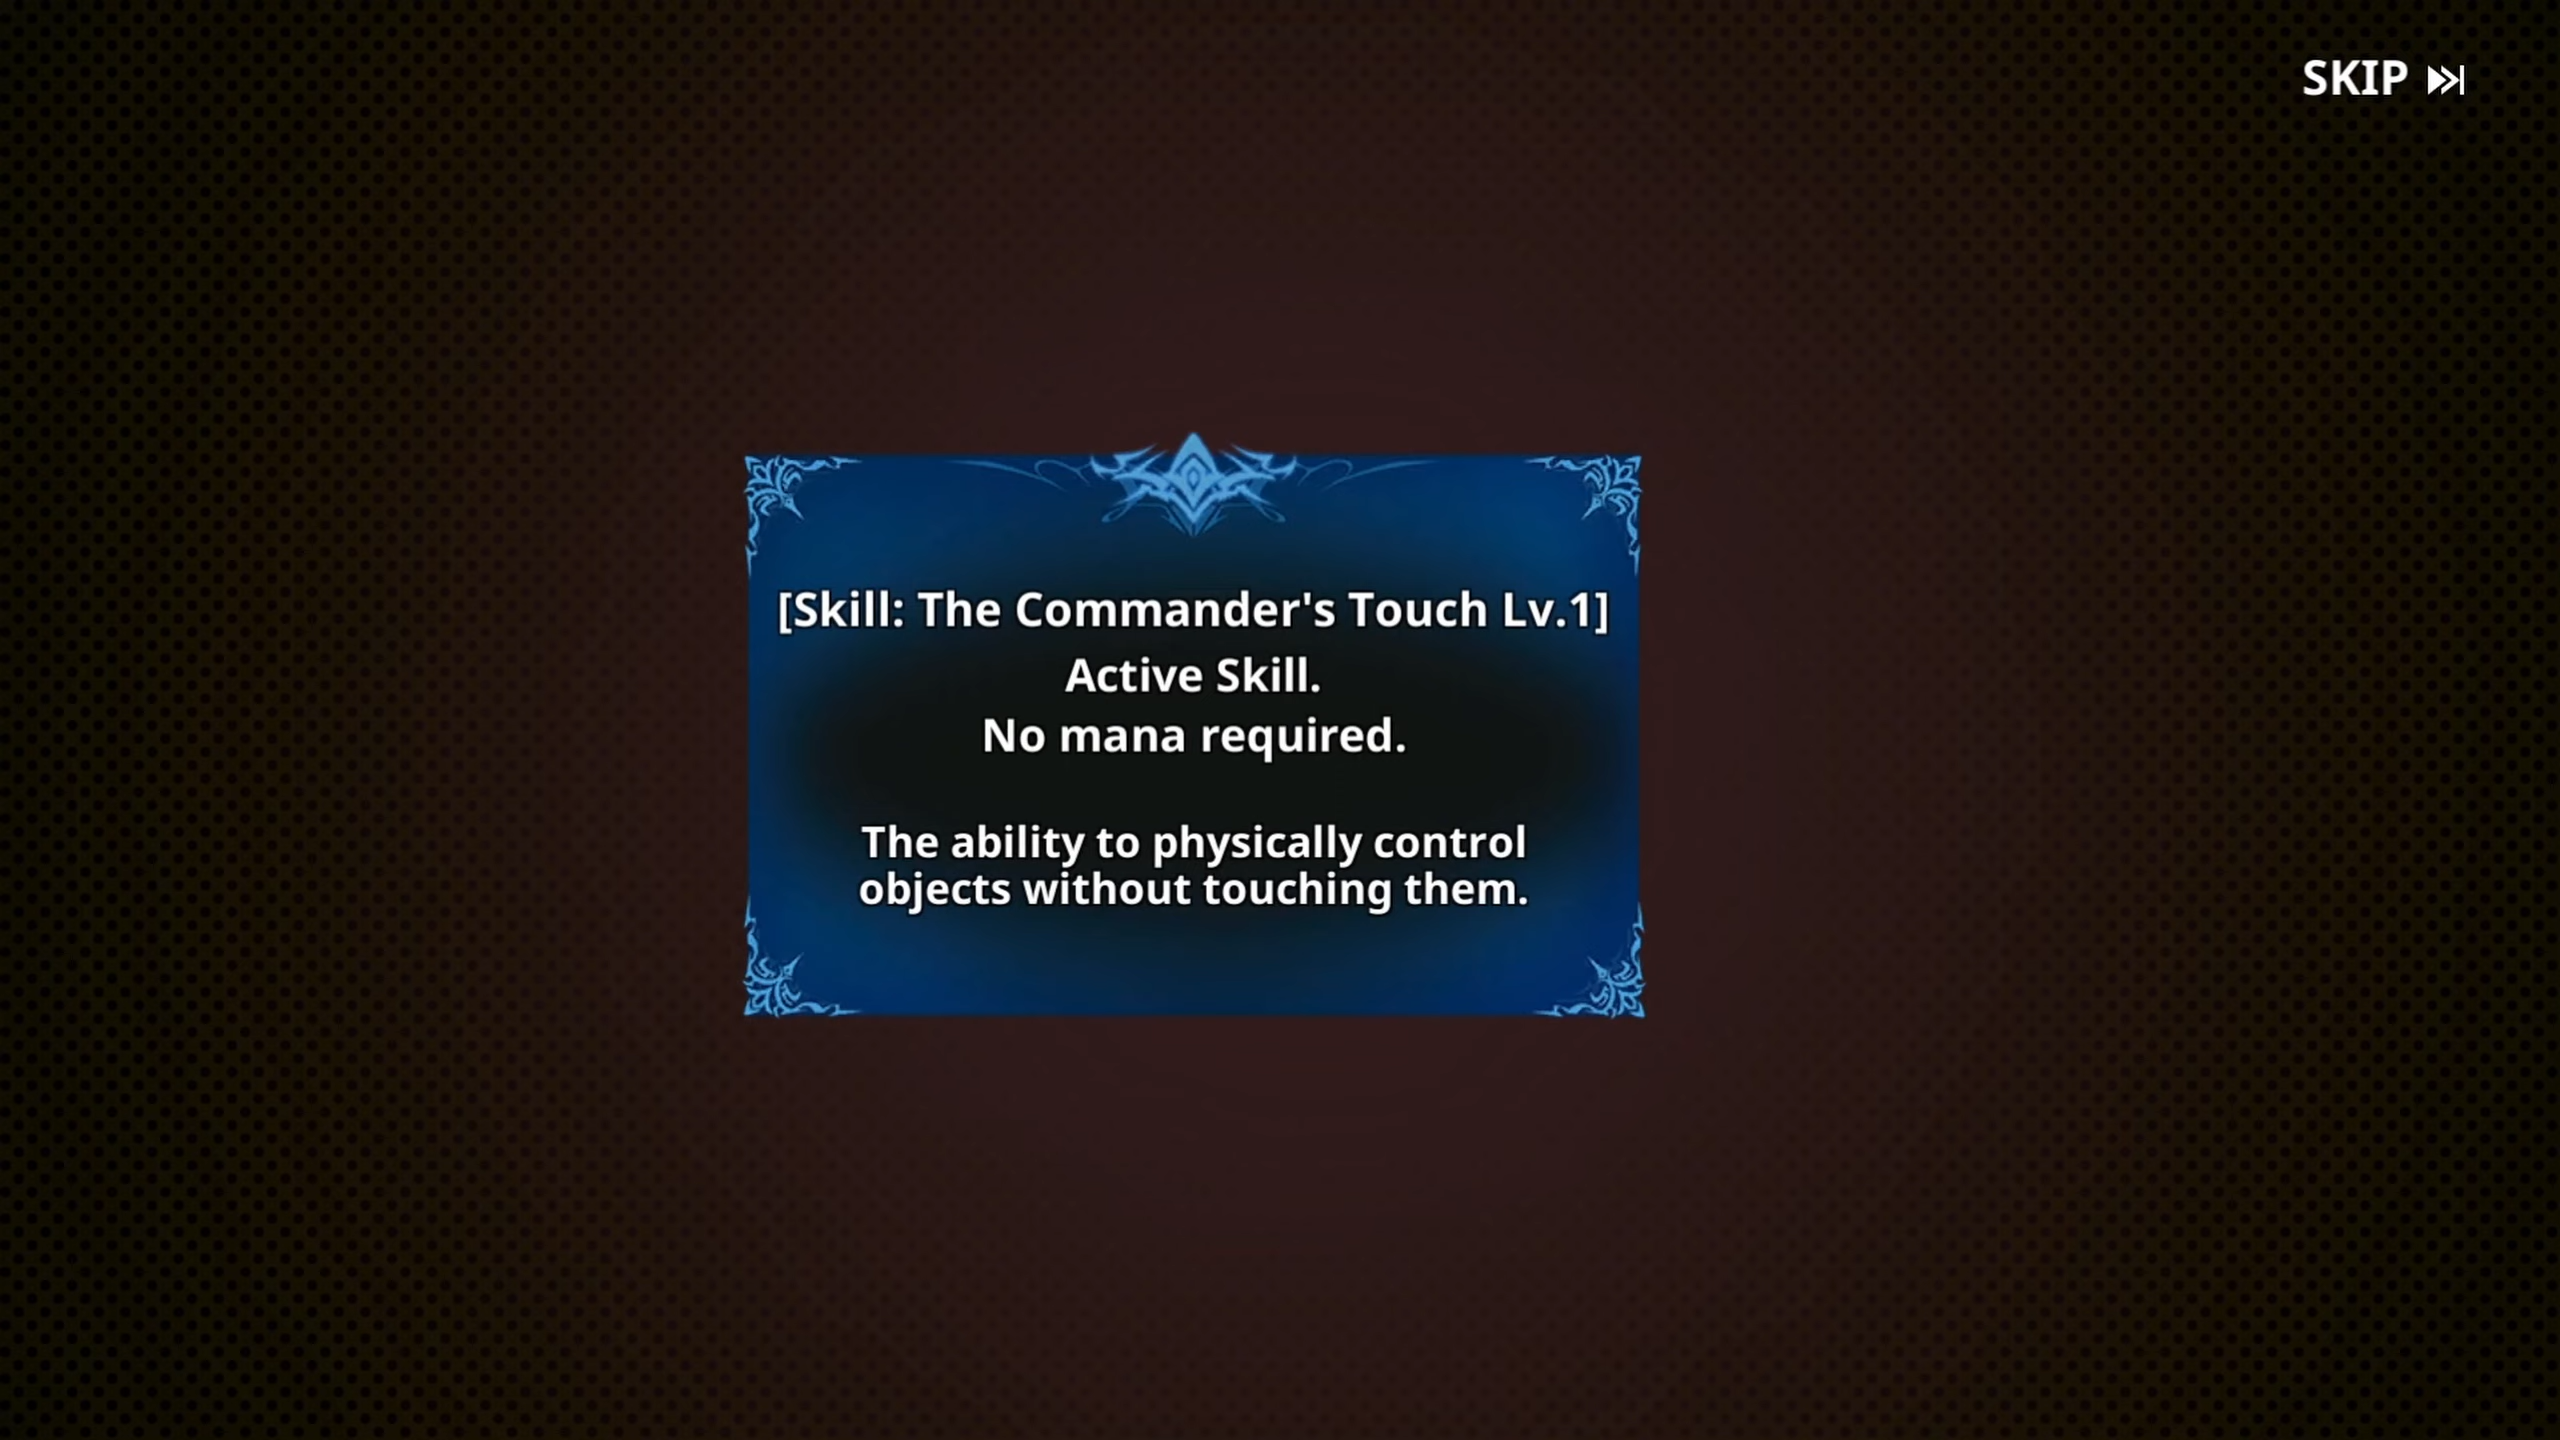 SKIP
[Skill: The Commander's Touch Lv.1]
Active Skill.
No mana required.
The ability to physically control
objects without touching them.